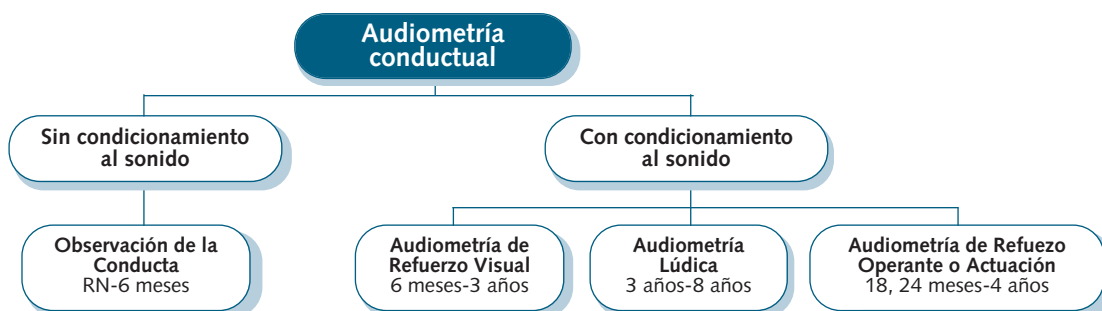 Audiometría
conductual
Sin condicionamiento
al sonido
Con condicionamiento
al sonido
Observación de la
Conducta
RN-6 meses
Audiometría de
Refuerzo Visual
6 meses-3 años
Audiometría
Lúdica
3 años-8 años
Audiometría de Refuezo
Operante o Actuación
18, 24 meses-4 años